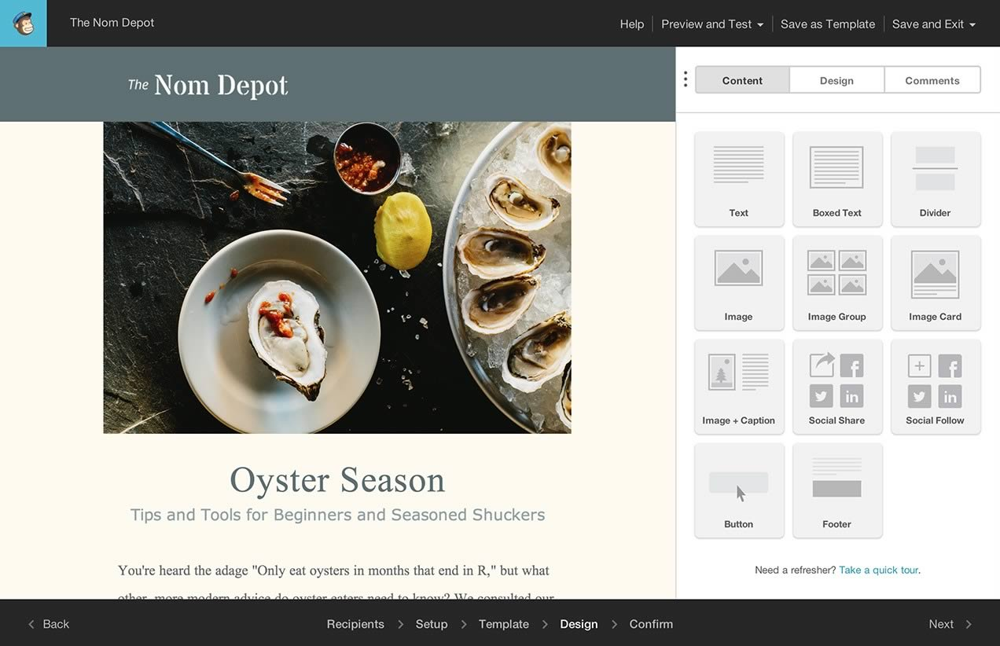 The Nom Depot
Help
Preview and Test
Save as Template
Save and Exit
The Nom Depot
Content
Design
Comments
Text
Boxed Text
Divider
Image
Image Group
Image Card
Image + Caption
Social Share
Social Follow
Button
Footer
Need a refresher? Take a quick tour.
Oyster Season
Tips and Tools for Beginners and Seasoned Shuckers
You're heard the adage "Only eat oysters in months that end in R," but what
other, more modern advice do oyster eaters need to know? We consulted our
Back
Recipients
Setup
Template
Design
Confirm
Next